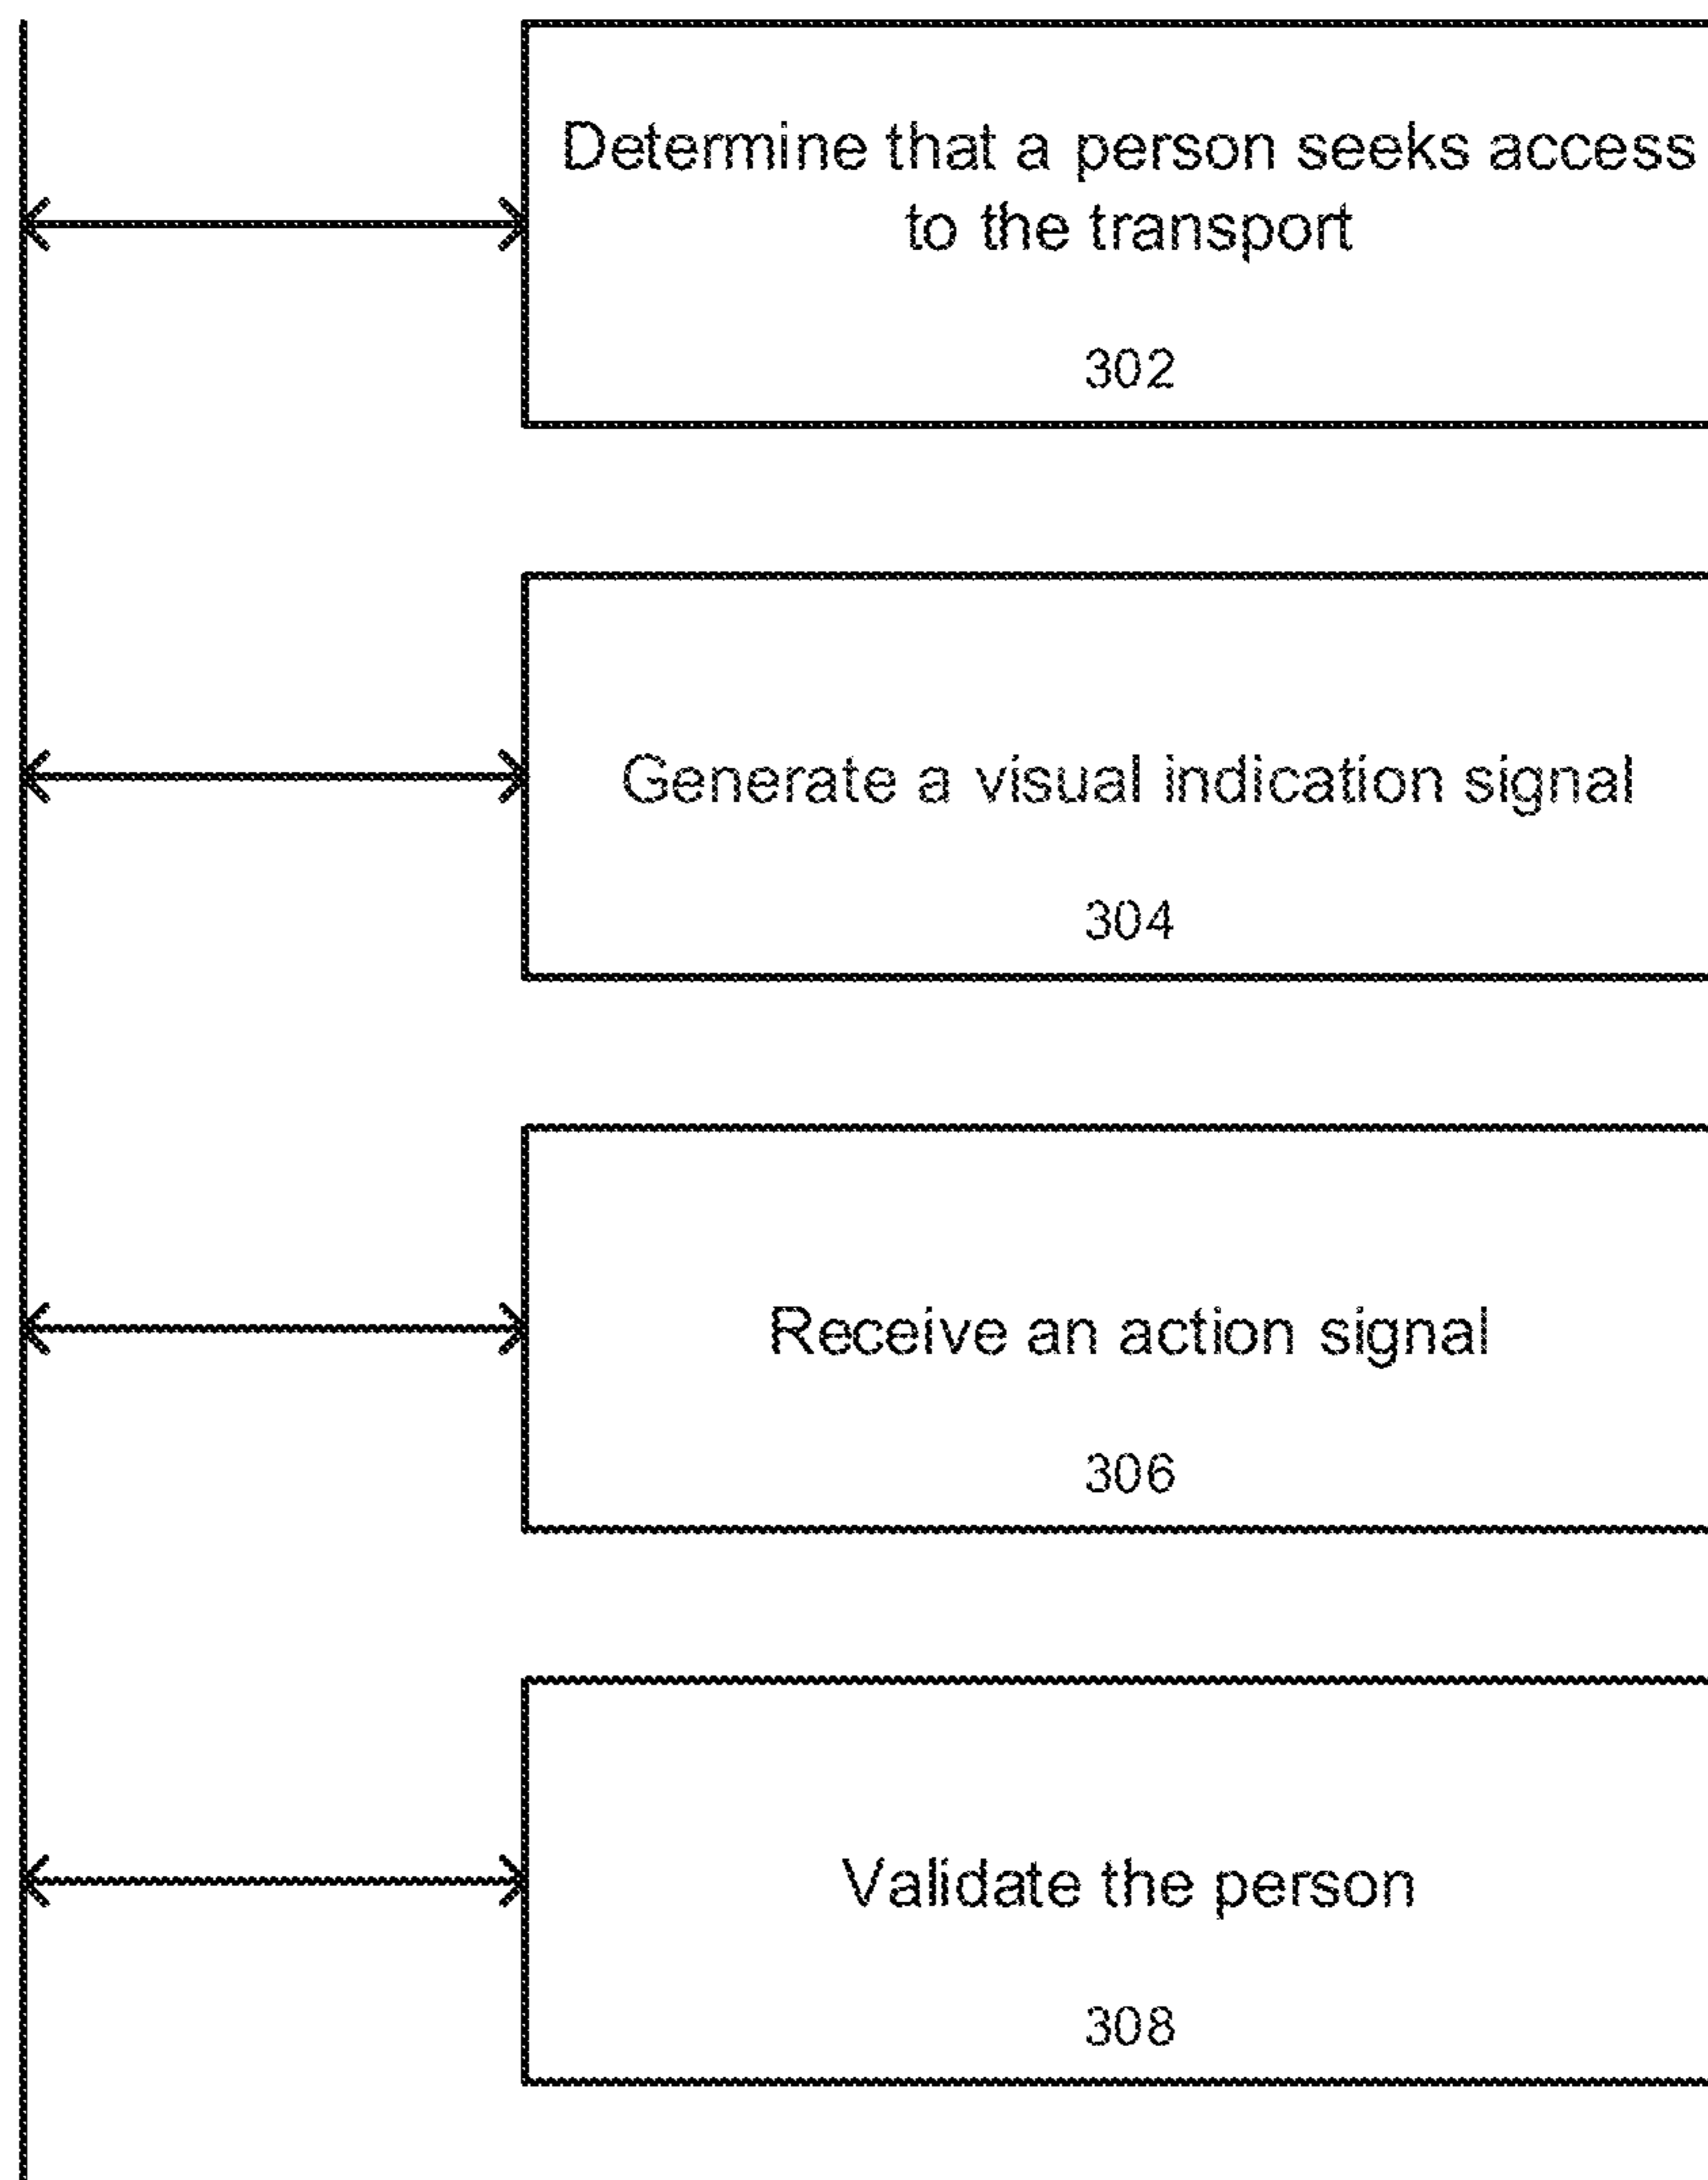 Determine that a person seeks access
to the transport
302
Generate a visual indication signal
304
Receive an action signal
306
Validate the person
308